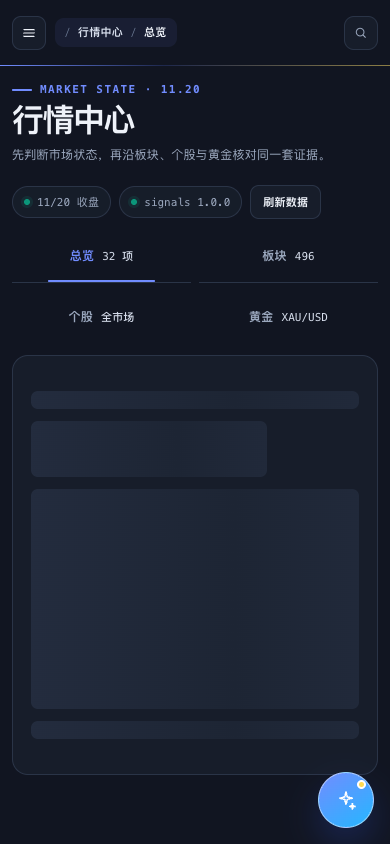 / 行情中心 / 总览
MARKET STATE · 11.20
行情中心
先判断市场状态，再沿板块、个股与黄金核对同一套证据。
11/20 收盘
signals 1.0.0
刷新数据
总览 32 项
板块 496
个股 全市场
黄金 XAU/USD